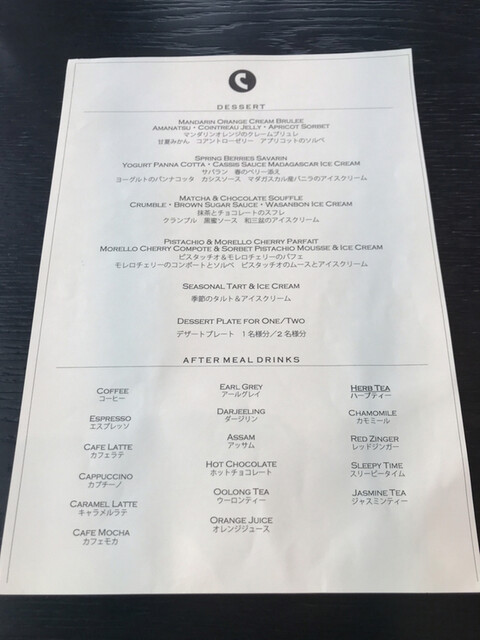 C
DESSERT
MANDARIN ORANGE CREAM BRULEE
AMANATSU・COINTREAU JELLY・APRICOT SORBET
マンダリンオレンジのクレームブリュレ
甘夏みかん コアントローゼリー アプリコットのソルベ
SPRING BERRIES SAVARIN
YOGURT PANNA COTTA・CASSIS SAUCE MADAGASCAR ICE CREAM
サバラン 春のベリー添え
ヨーグルトのパンナコッタ カシスソース マダガスカル産バニラのアイスクリーム
MATCHA & CHOCOLATE SOUFFLE
CRUMBLE・BROWN SUGAR SAUCE・WASANBON ICE CREAM
抹茶とチョコレートのスフレ
クランブル 黒蜜ソース 和三盆のアイスクリーム
PISTACHIO & MORELLO CHERRY PARFAIT
MORELLO CHERRY COMPOTE & SORBET PISTACHIO MOUSSE & ICE CREAM
ピスタチオ&モレロチェリーのパフェ
モレロチェリーのコンポートとソルベ ピスタチオのムースとアイスクリーム
SEASONAL TART & ICE CREAM
季節のタルト&アイスクリーム
DESSERT PLATE FOR ONE/TWO
デザートプレート 1名様分/2名様分
AFTER MEAL DRINKS
COFFEE
コーヒー
ESPRESSO
エスプレッソ
CAFE LATTE
カフェラテ
CAPPUCCINO
カプチーノ
CARAMEL LATTE
キャラメルラテ
CAFE MOCHA
カフェモカ
EARL GREY
アールグレイ
DARJEELING
ダージリン
ASSAM
アッサム
HOT CHOCOLATE
ホットチョコレート
OOLONG TEA
ウーロンティー
ORANGE JUICE
オレンジジュース
HERB TEA
ハーブティー
CHAMOMILE
カモミール
RED ZINGER
レッドジンガー
SLEEPY TIME
スリーピータイム
JASMINE TEA
ジャスミンティー